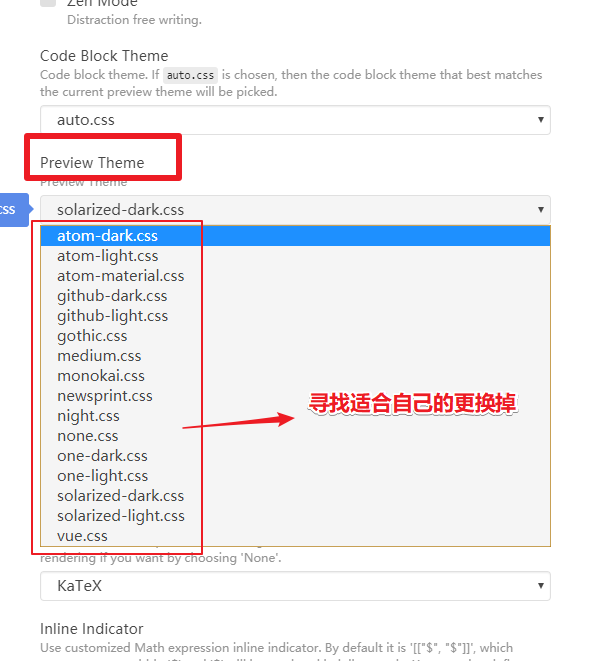 Zen Mode
Distraction free writing.
Code Block Theme
Code block theme. If auto.css is chosen, then the code block theme that best matches
the current preview theme will be picked.
auto.css
Preview Theme
Preview Theme
css
solarized-dark.css
atom-dark.css
atom-light.css
atom-material.css
github-dark.css
github-light.css
gothic.css
medium.css
monokai.css
newsprint.css
night.css
none.css
one-dark.css
one-light.css
solarized-dark.css
solarized-light.css
vue.css
寻找适合自己的更换掉
rendering if you want by choosing 'None'.
KaTeX
Inline Indicator
Use customized Math expression inline indicator. By default it is '[["$", "$"]]', which